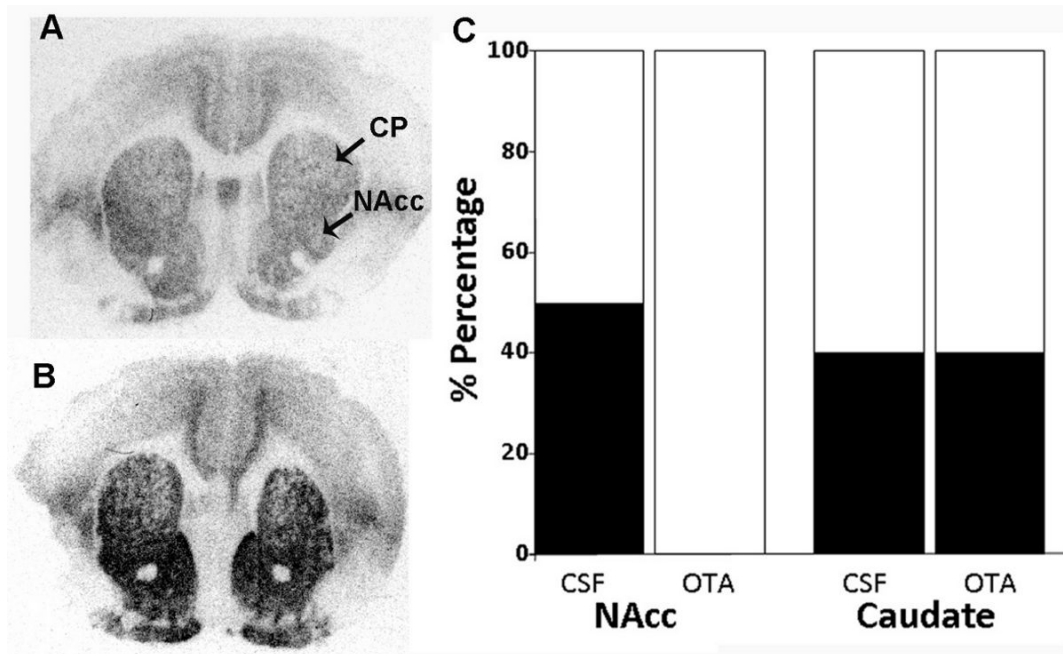 A
CP
NAcc
B
C
% Percentage
100
80
60
40
20
0
CSF OTA CSF OTA
NAcc Caudate